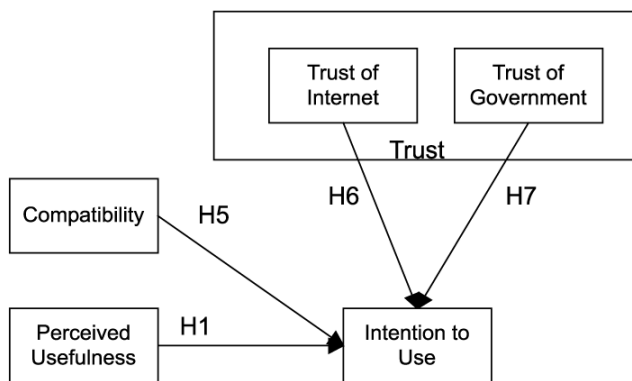 Trust of
Internet
Trust of
Government
Trust
H6
H7
Compatibility
H5
Perceived
Usefulness
H1
Intention to
Use